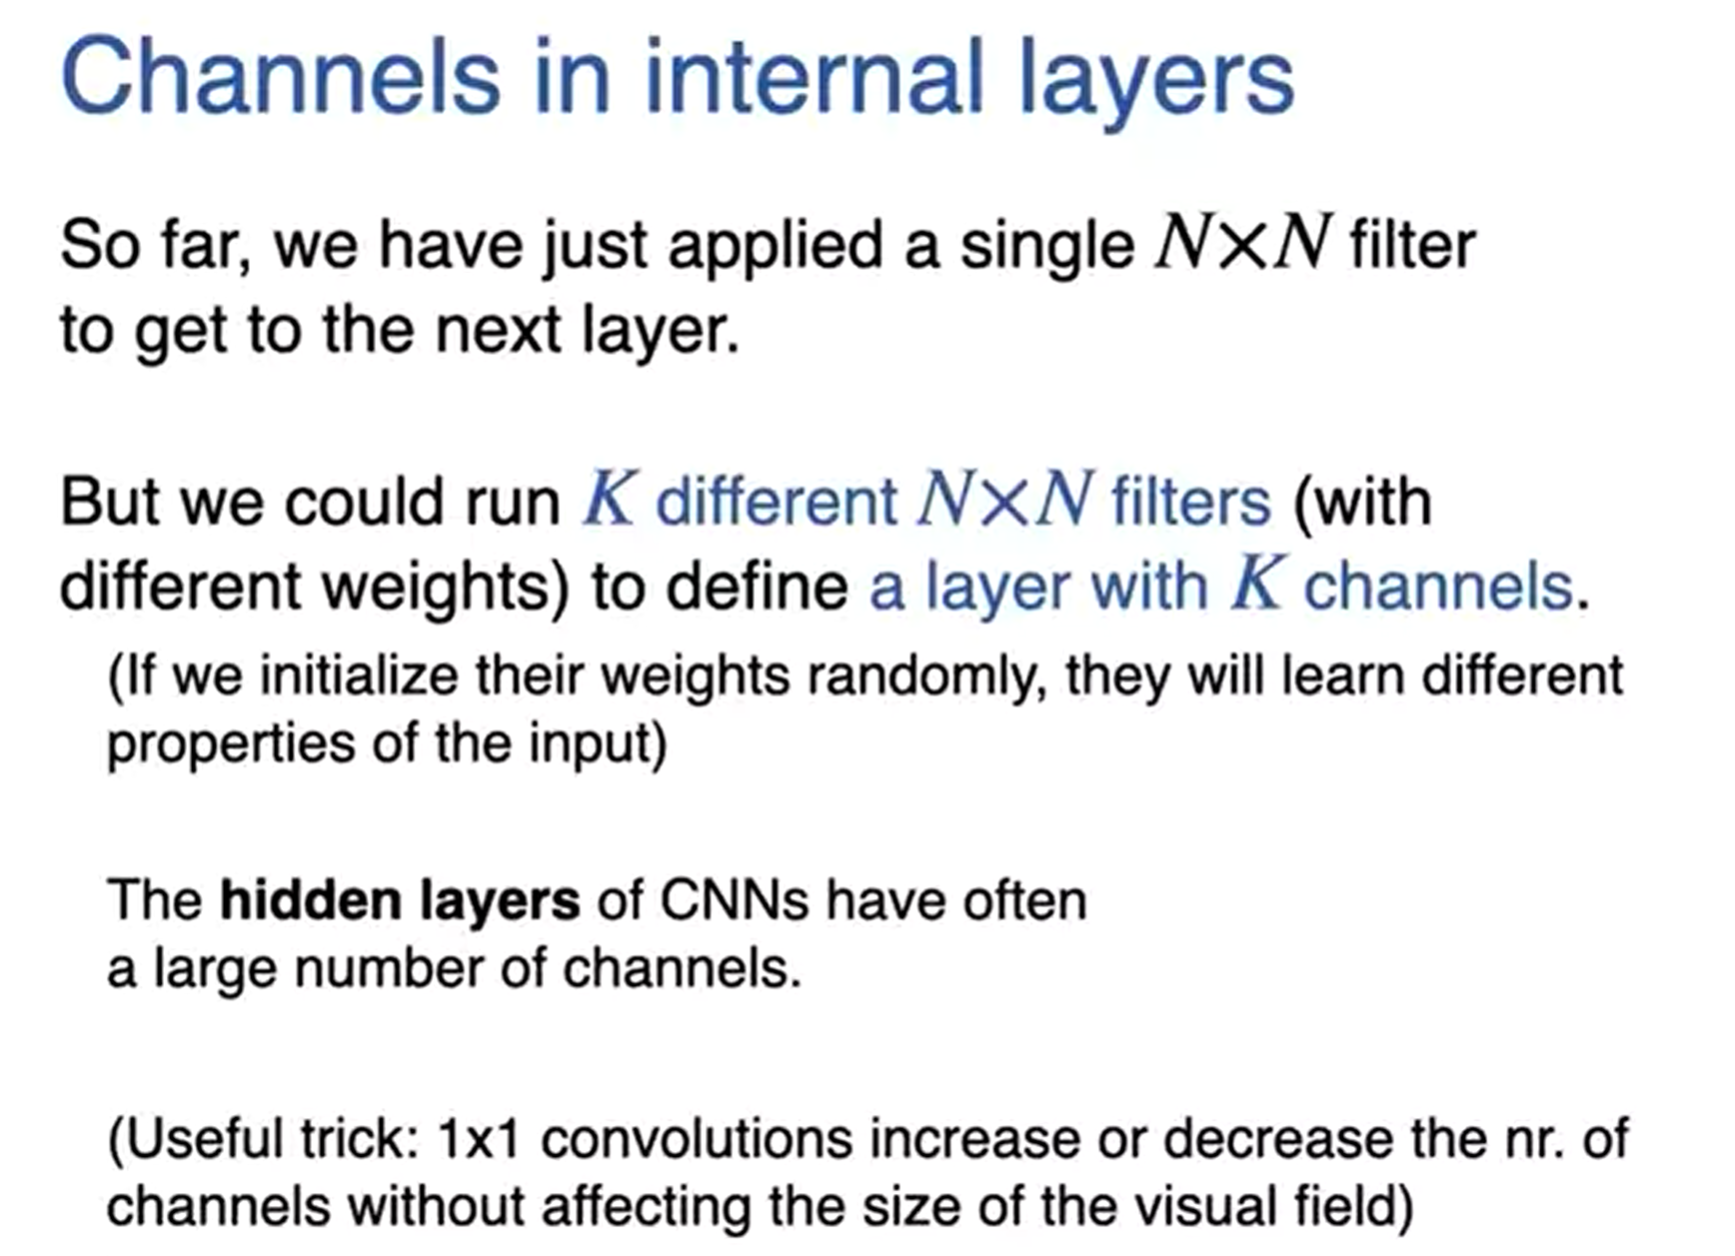 Channels in internal layers
So far, we have just applied a single N×N filter
to get to the next layer.
But we could run K different N×N filters (with
different weights) to define a layer with K channels.
(If we initialize their weights randomly, they will learn different
properties of the input)
The hidden layers of CNNs have often
a large number of channels.
(Useful trick: 1x1 convolutions increase or decrease the nr. of
channels without affecting the size of the visual field)